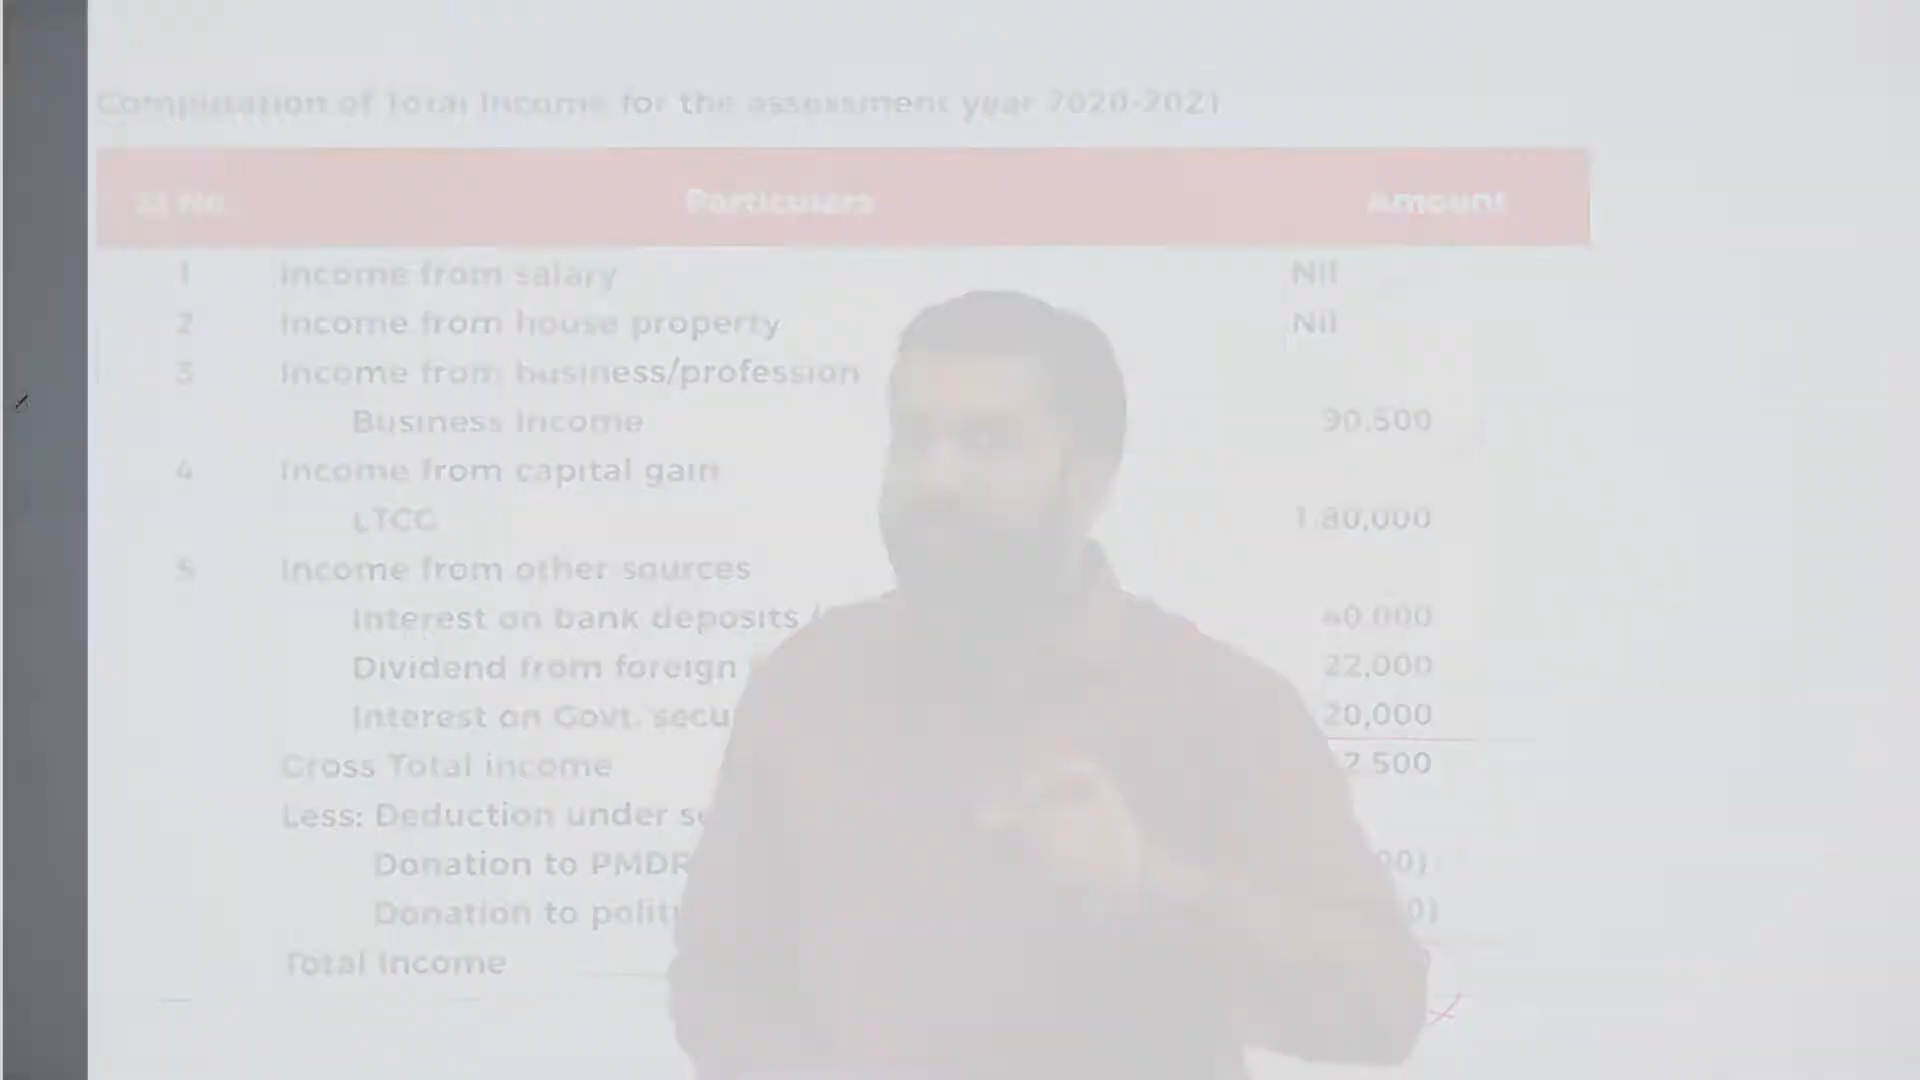 Computation of Total Income for the assessment year 2020-2021
Sl No. Particulars Amount
1 Income from salary Nil
2 Income from house property Nil
3 Income from business/profession
Business Income 90,500
4 Income from capital gain
LTCG 1,80,000
5 Income from other sources
Interest on bank deposits 60,000
Dividend from foreign 22,000
Interest on Govt. 20,000
Gross Total income 2,500
Less: Deduction under
Donation to
Donation to
Total Income